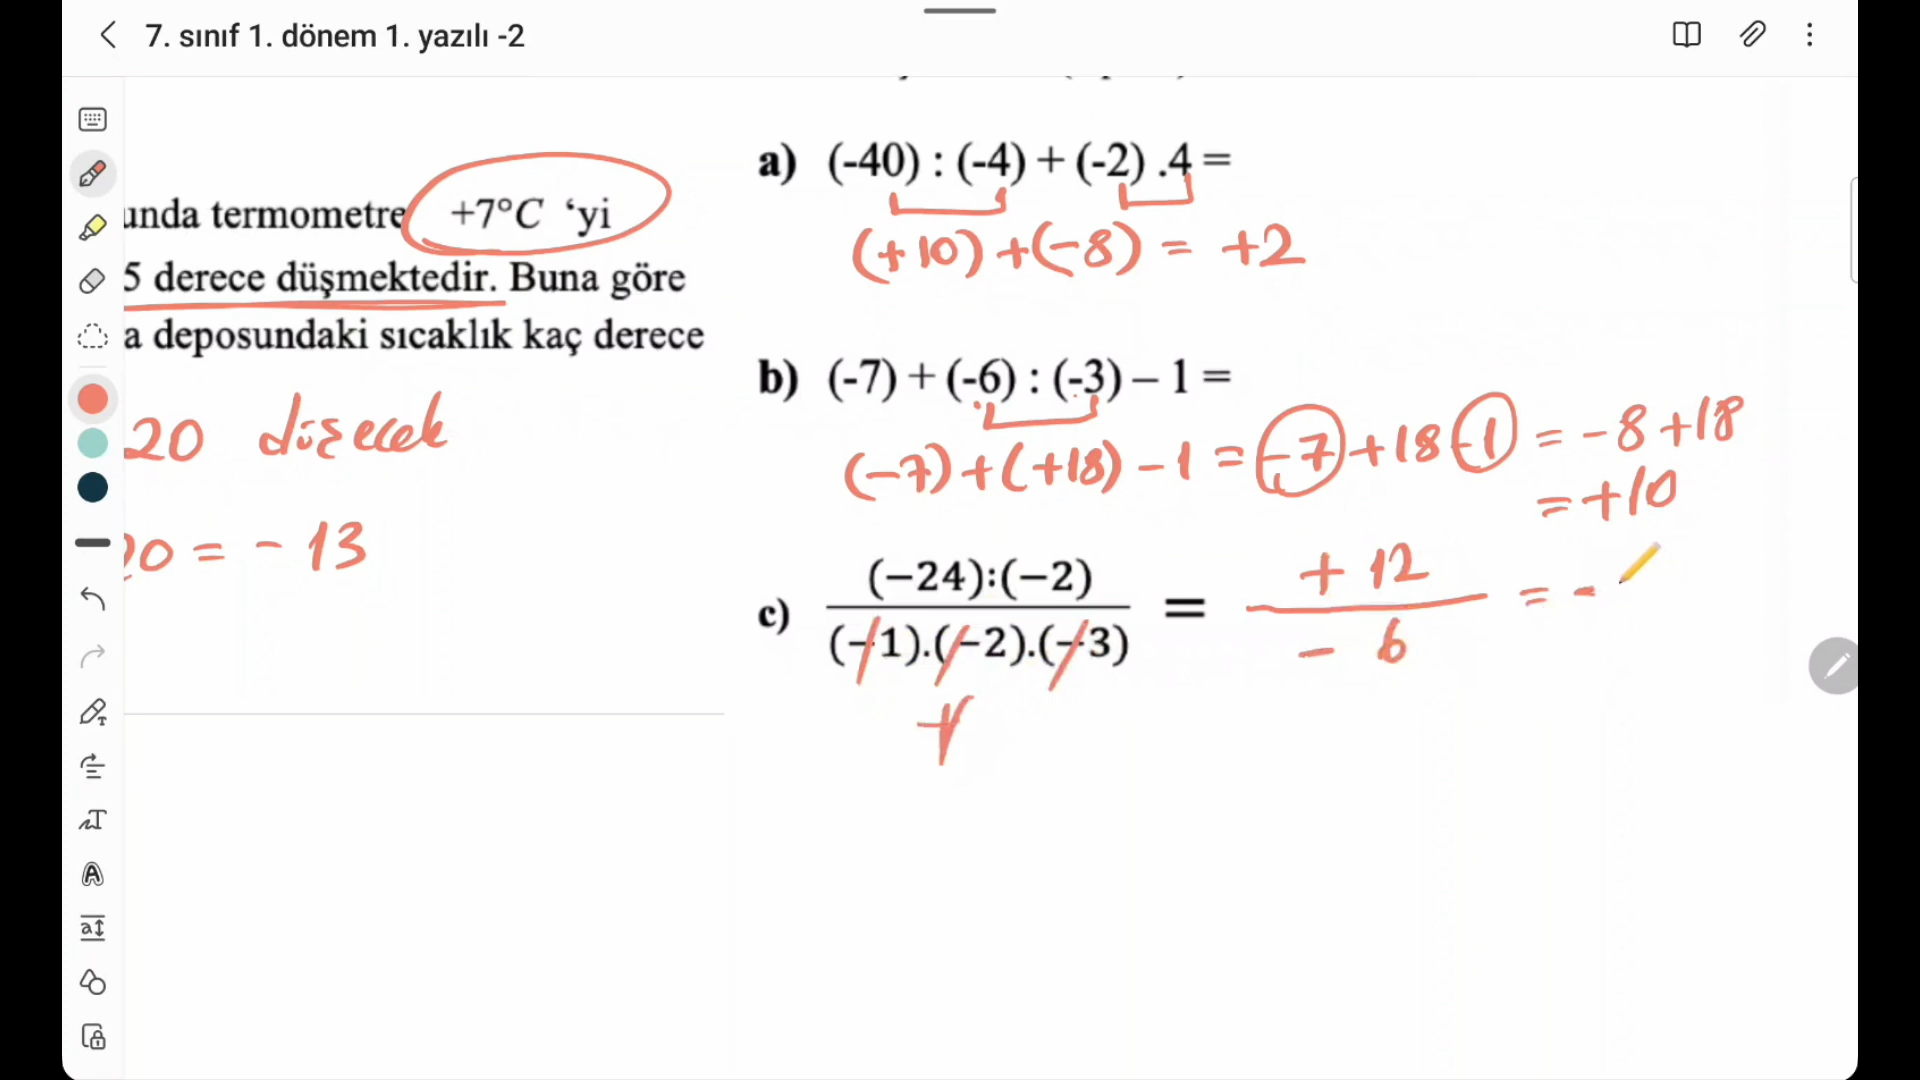 7. sınıf 1. dönem 1. yazılı -2
unda termometre +7°C ‘yi
5 derece düşmektedir. Buna göre
a deposundaki sıcaklık kaç derece
20 düşecek
20 = - 13
a) (-40) : (-4) + (-2) .4 =
(+10) + (-8) = +2
b) (-7) + (-6) : (-3) – 1 =
(-7) + (+18) - 1 = -7 + 18 - 1 = -8 + 18
= +10
c) (−24):(−2)
(−1).(−2).(−3)
=
+ 12
- 6
= -
+